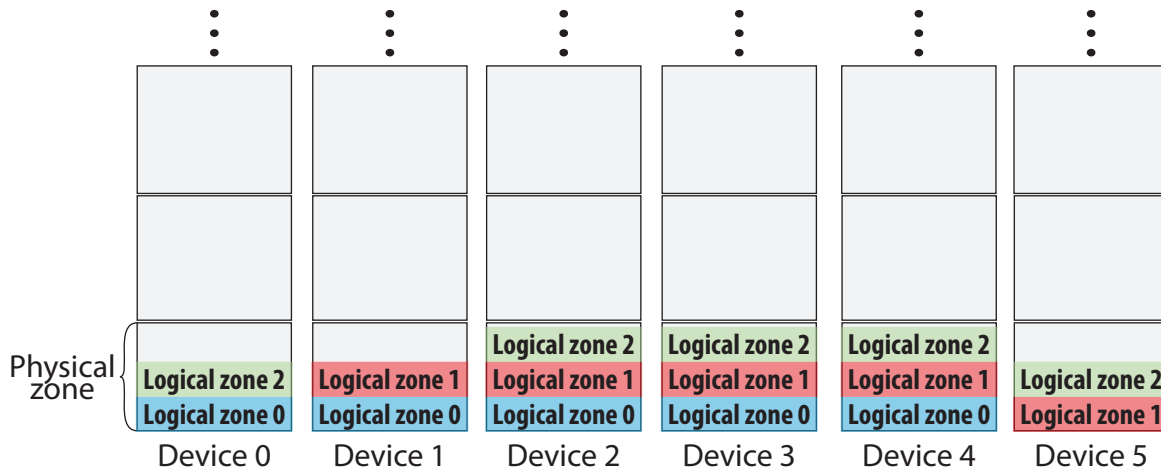 Logical zone 2 Logical zone 2 Logical zone 2
Physical zone
Logical zone 2 Logical zone 1 Logical zone 1 Logical zone 1 Logical zone 1 Logical zone 2
Logical zone 0 Logical zone 0 Logical zone 0 Logical zone 0 Logical zone 0 Logical zone 1
Device 0 Device 1 Device 2 Device 3 Device 4 Device 5